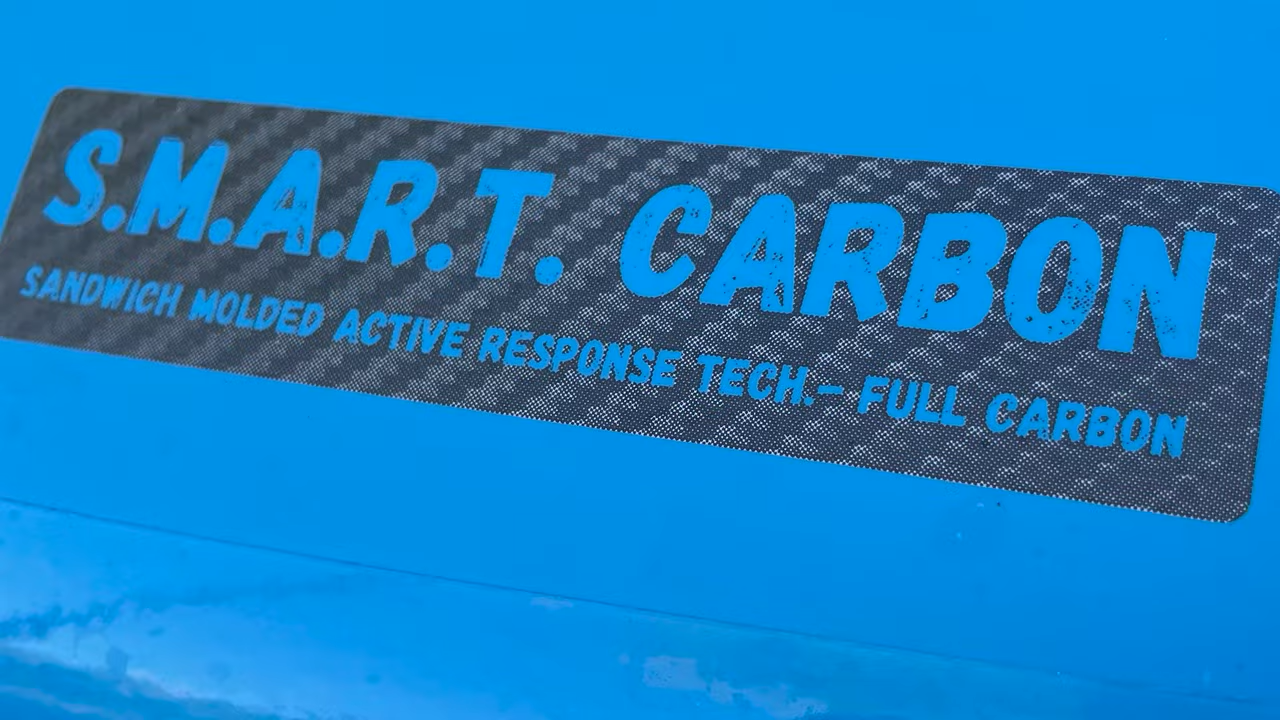 S.M.A.R.T. CARBON
SANDWICH MOLDED ACTIVE RESPONSE TECH.- FULL CARBON